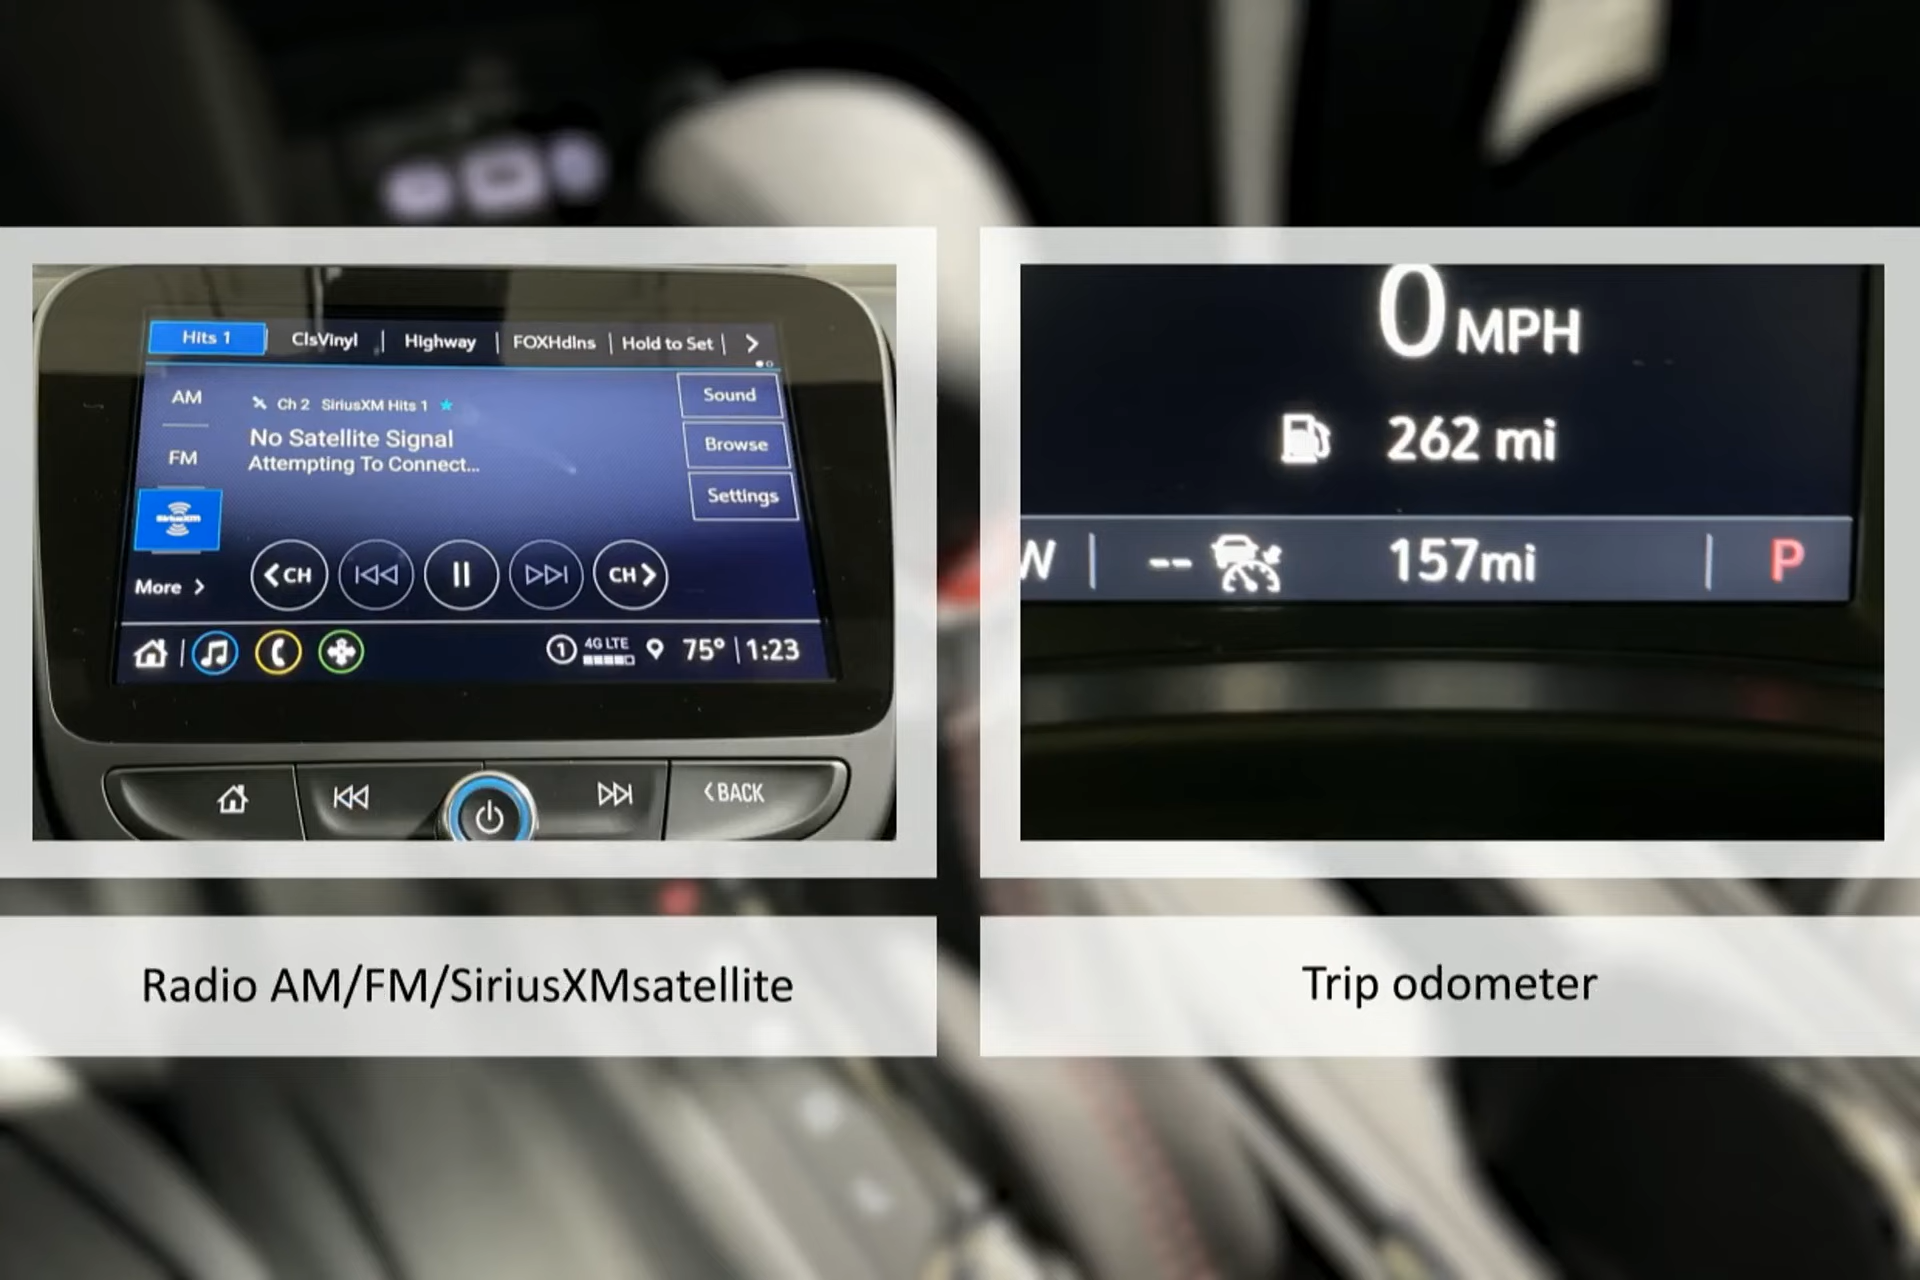 Hits 1 ClsVinyl | Highway | FOXHdlns | Hold to Set |
AM
Ch 2 SiriusXM Hits 1
Sound
FM
No Satellite Signal
Attempting To Connect...
Browse
SiriusXM
Settings
More
CH
CH
1 4G LTE 75° | 1:23
BACK
0 MPH
262 mi
W | -- 157mi | P
Radio AM/FM/SiriusXMsatellite
Trip odometer